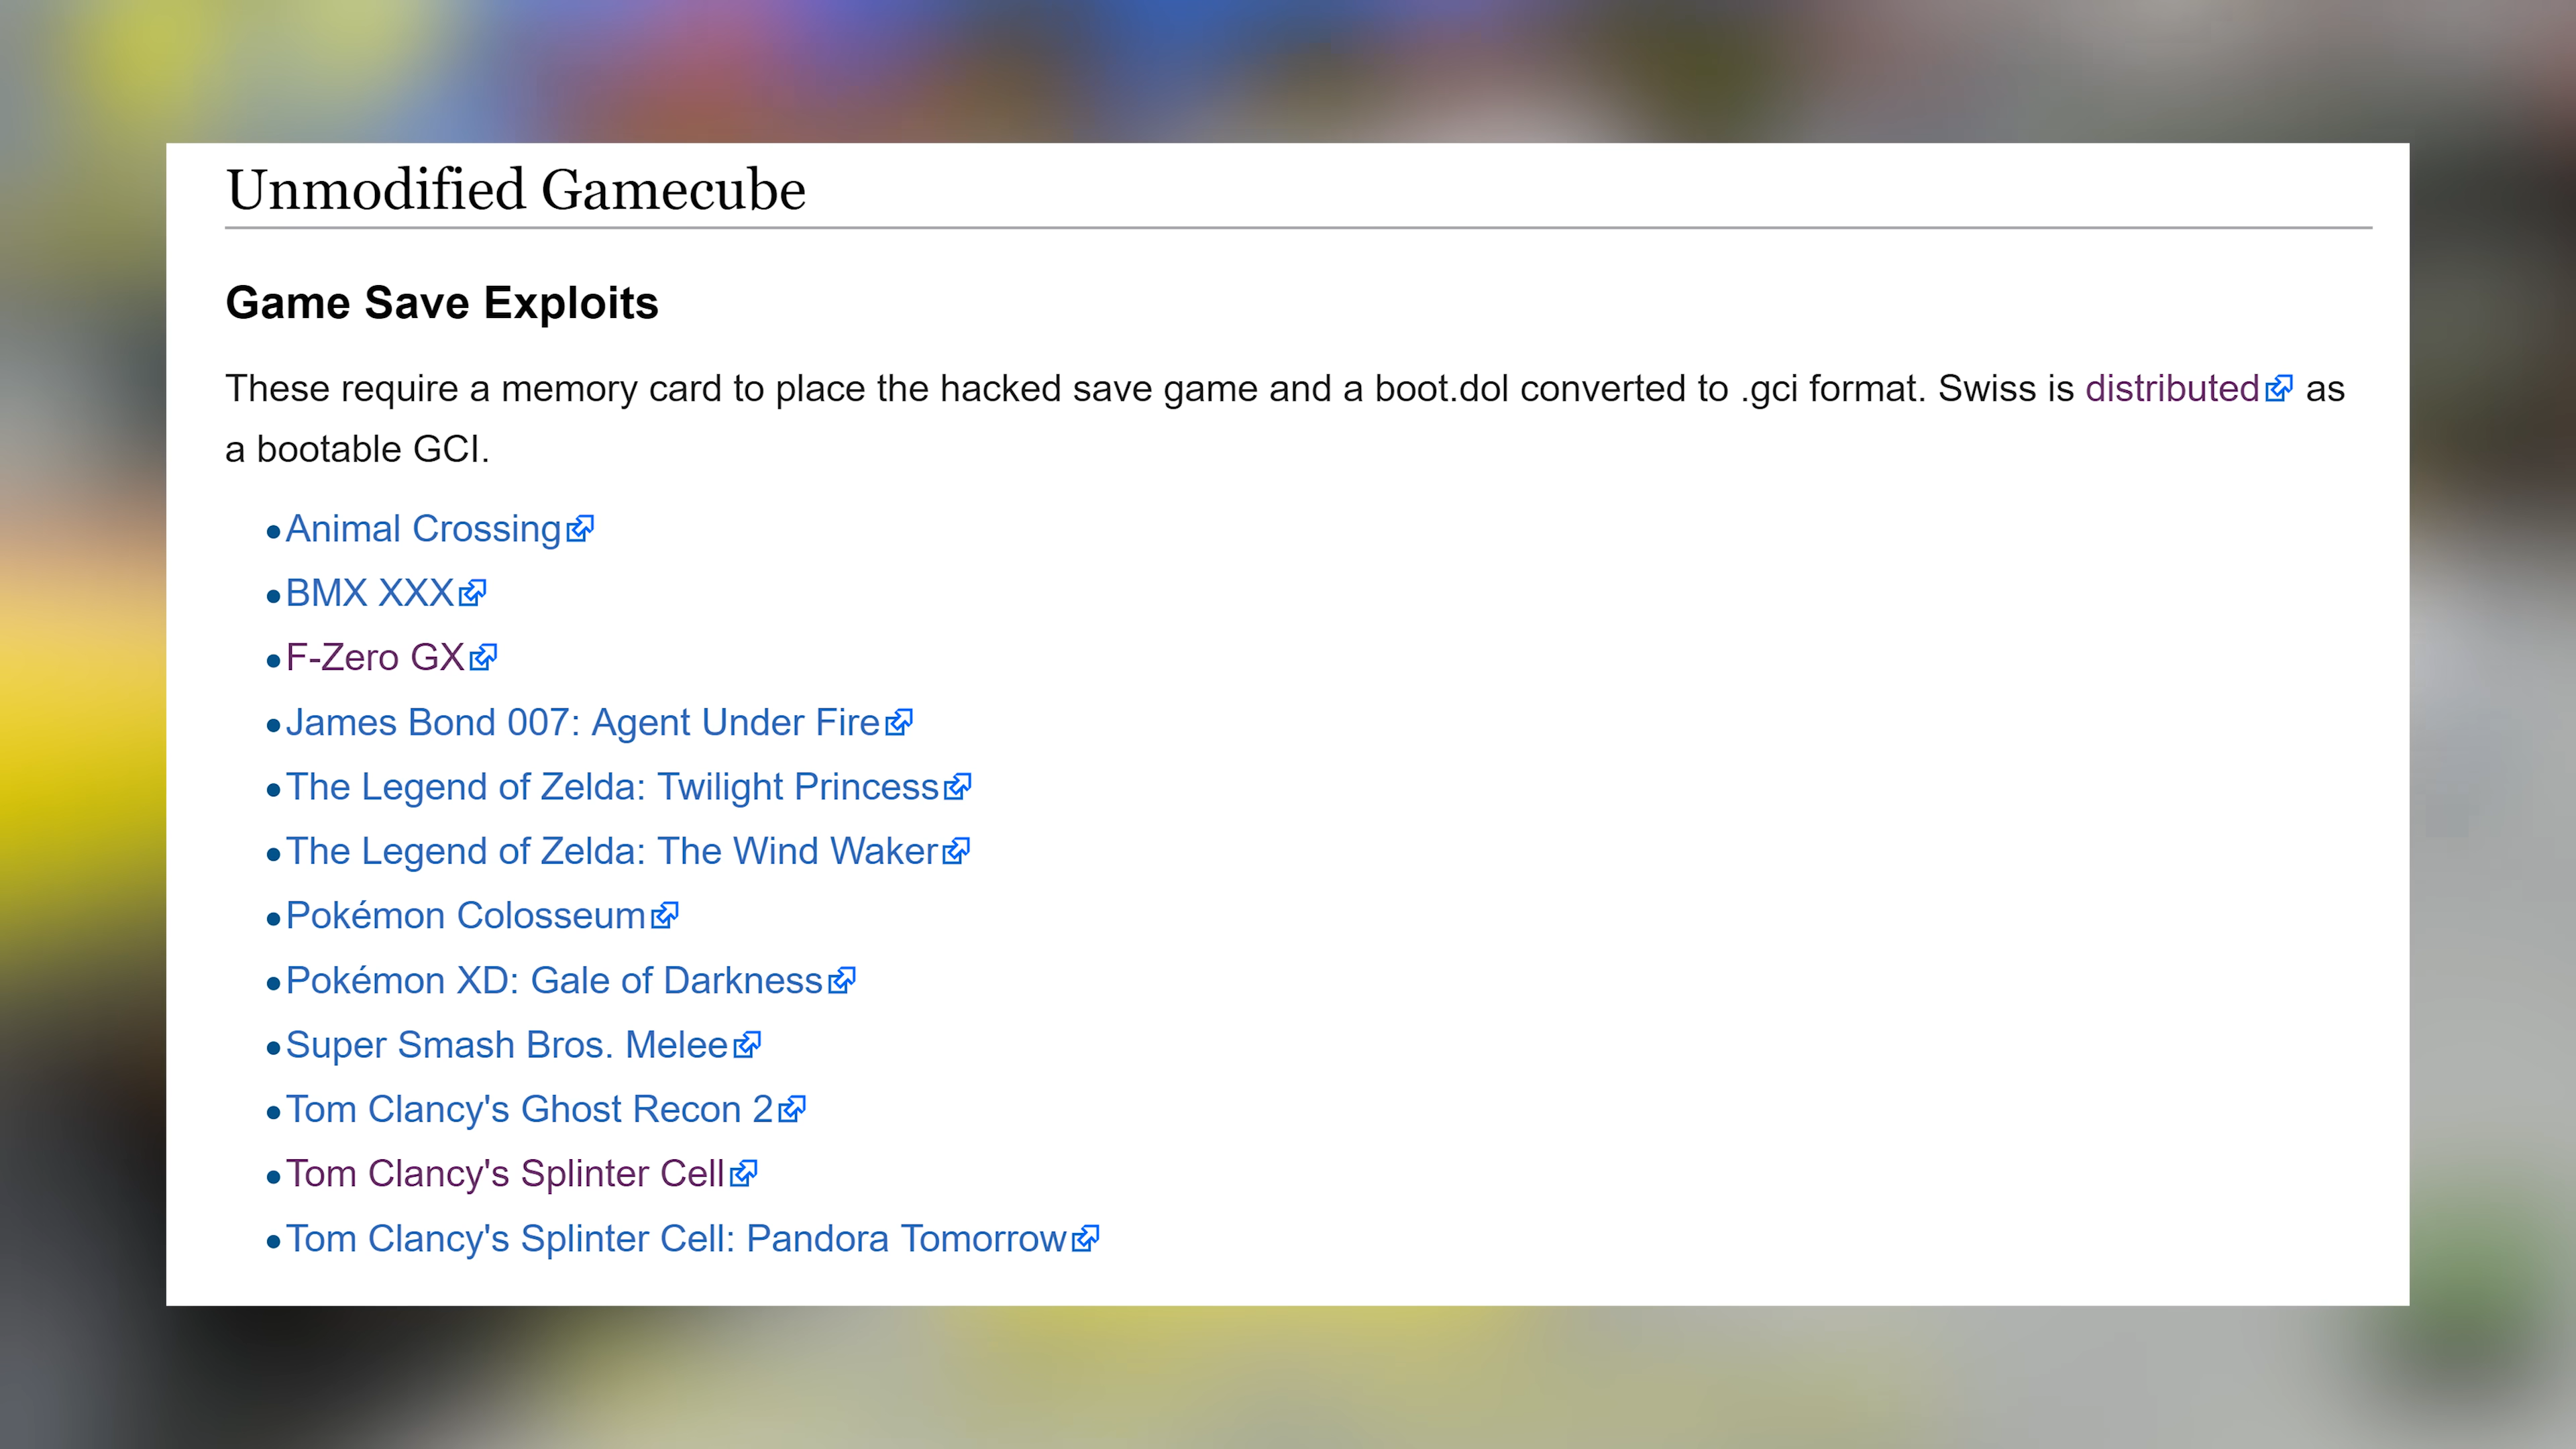 Unmodified Gamecube
Game Save Exploits
These require a memory card to place the hacked save game and a boot.dol converted to .gci format. Swiss is distributed as
a bootable GCI.
•Animal Crossing
•BMX XXX
•F-Zero GX
•James Bond 007: Agent Under Fire
•The Legend of Zelda: Twilight Princess
•The Legend of Zelda: The Wind Waker
•Pokémon Colosseum
•Pokémon XD: Gale of Darkness
•Super Smash Bros. Melee
•Tom Clancy's Ghost Recon 2
•Tom Clancy's Splinter Cell
•Tom Clancy's Splinter Cell: Pandora Tomorrow